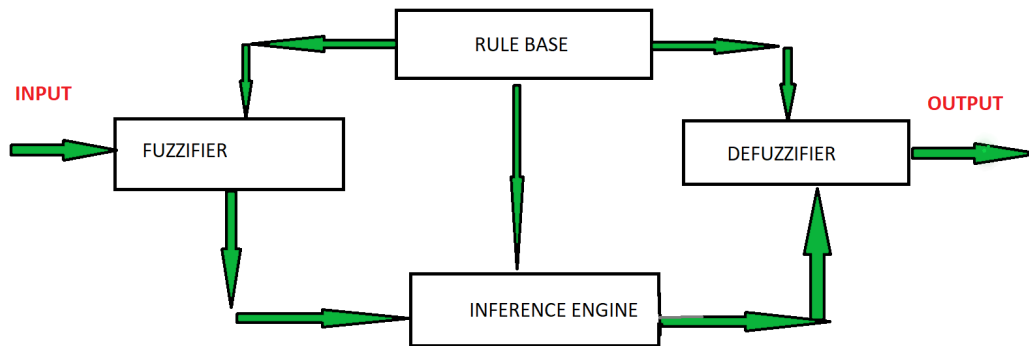 RULE BASE
INPUT
OUTPUT
FUZZIFIER
DEFUZZIFIER
INFERENCE ENGINE